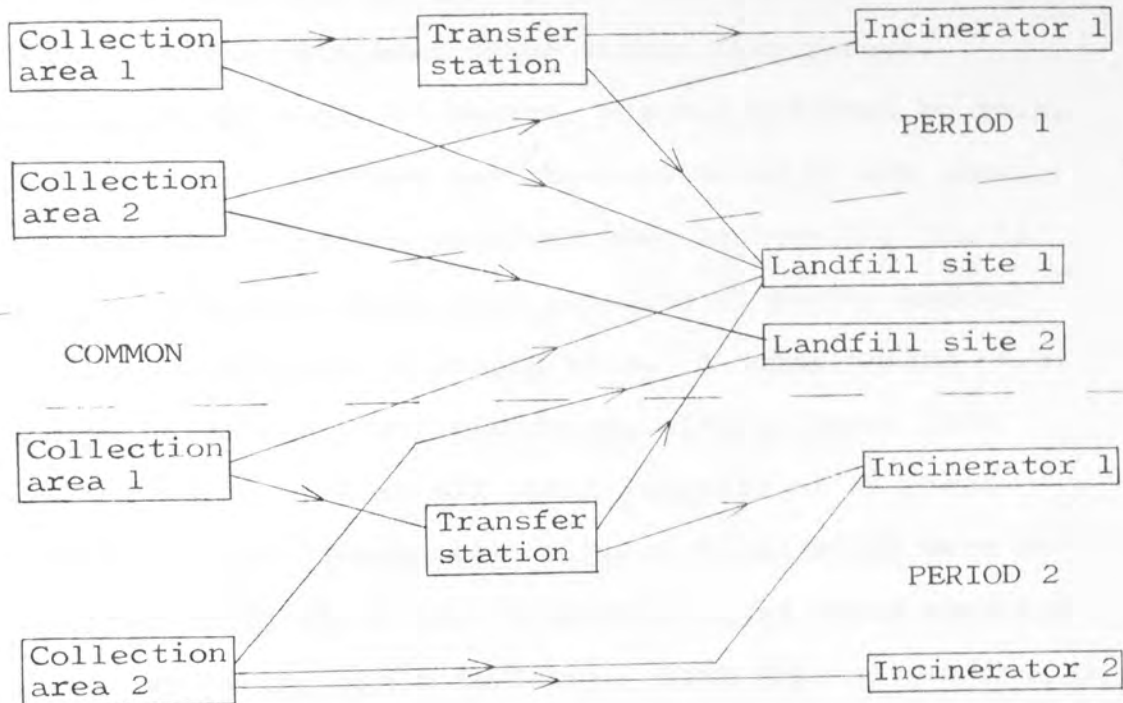 Collection
area 1
Transfer
station
Incinerator 1
PERIOD 1
Collection
area 2
Landfill site 1
Landfill site 2
COMMON
Collection
area 1
Incinerator 1
Transfer
station
PERIOD 2
Collection
area 2
Incinerator 2